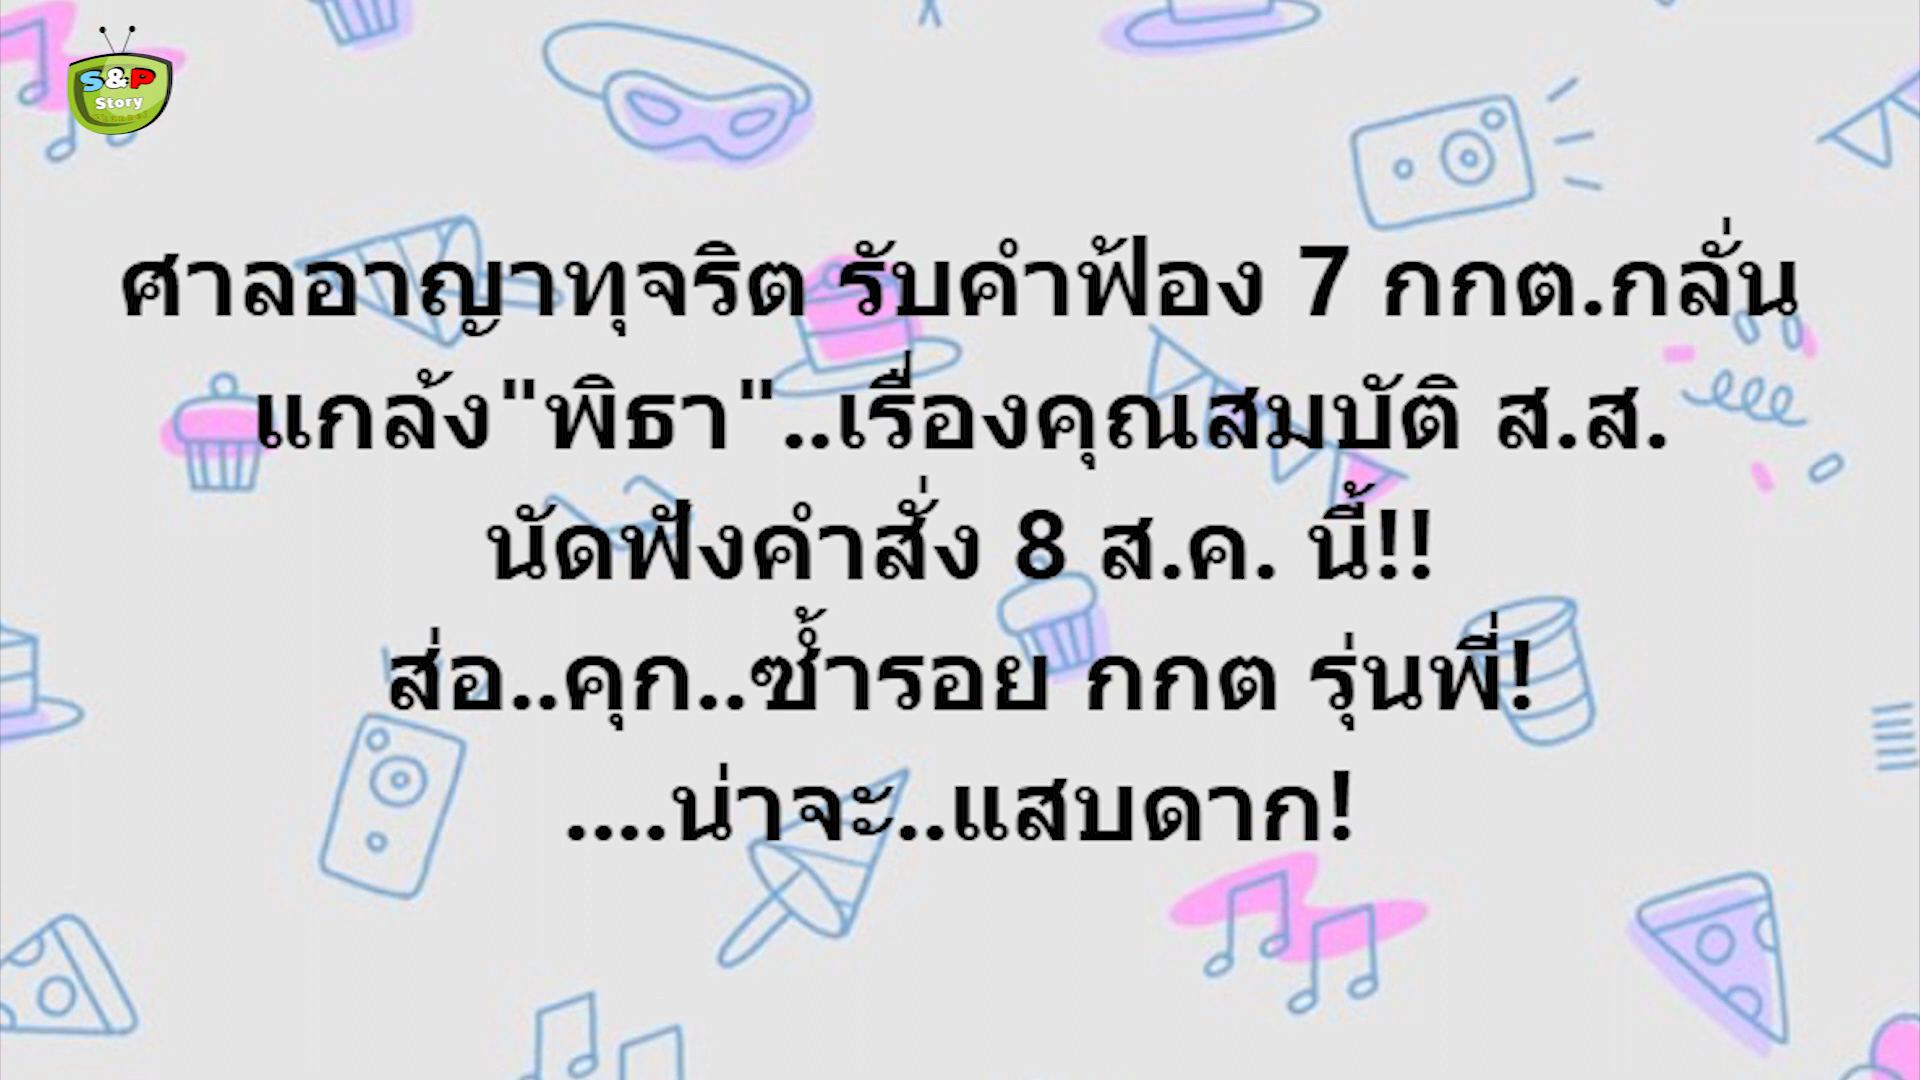 S&P
Story
ศาลอาญาทุจริต รับคำฟ้อง 7 กกต.กลั่น
แกล้ง"พิธา"..เรื่องคุณสมบัติ ส.ส.
นัดฟังคำสั่ง 8 ส.ค. นี้!!
ส่อ..คุก..ซ้ำรอย กกต รุ่นพี่!
....น่าจะ..แสบดาก!